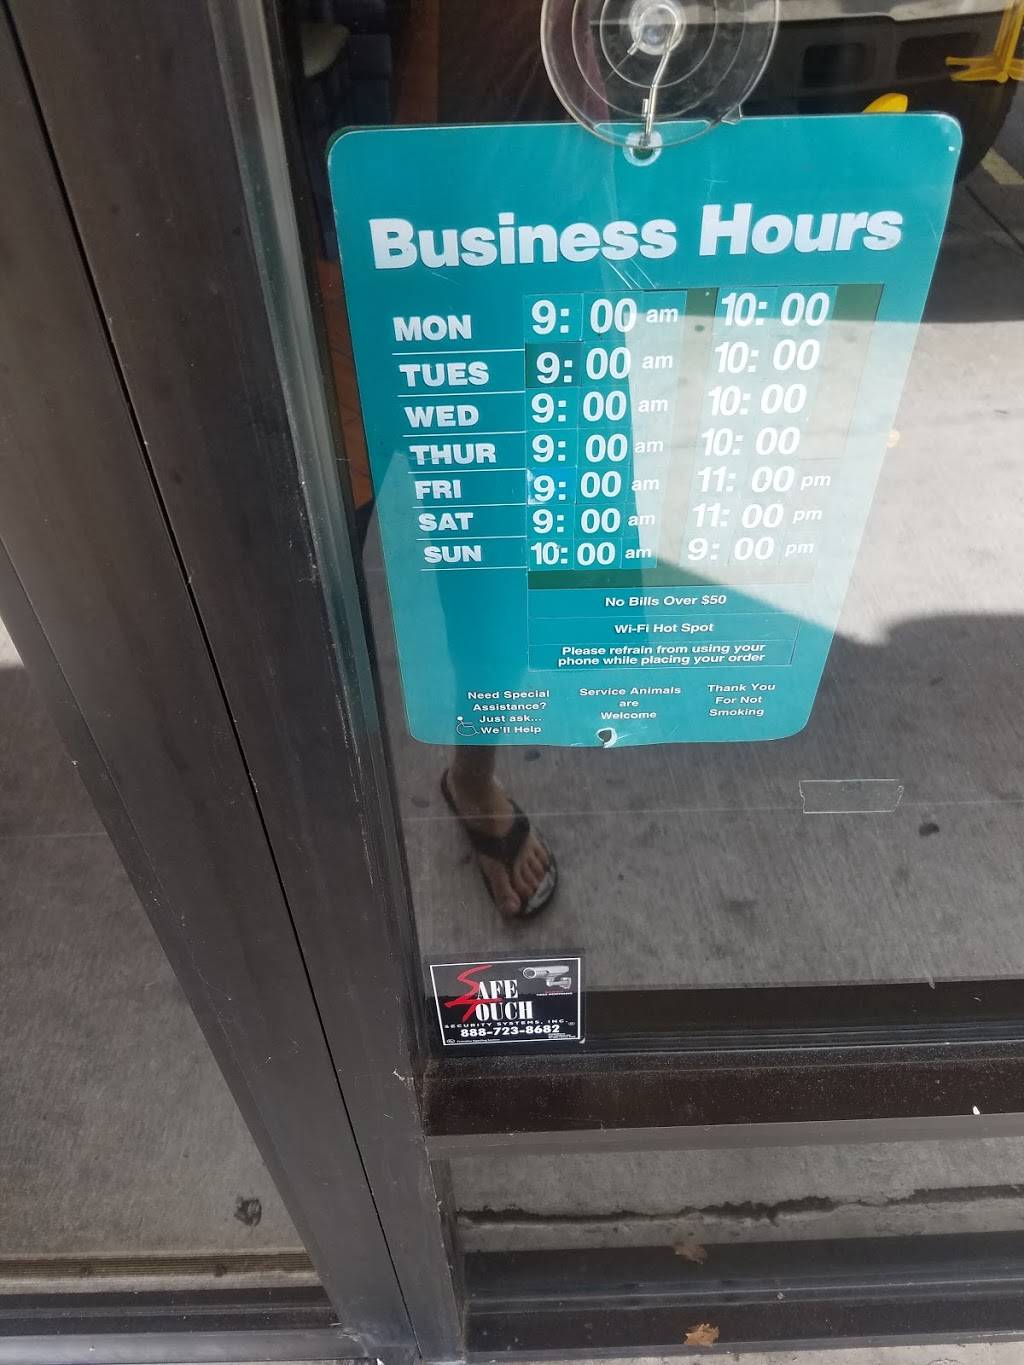 Business Hours
MON 9: 00 am 10: 00
TUES 9: 00 am 10: 00
WED 9: 00 am 10: 00
THUR 9: 00 am 10: 00
FRI 9: 00 am 11: 00 pm
SAT 9: 00 am 11: 00 pm
SUN 10: 00 am 9: 00 pm
No Bills Over $50
Wi-Fi Hot Spot
Please refrain from using your
phone while placing your order
Need Special
Assistance?
Just ask...
We'll Help
Service Animals
are
Welcome
Thank You
For Not
Smoking
SAFE
TOUCH
SECURITY SYSTEMS, INC.
888-723-8682